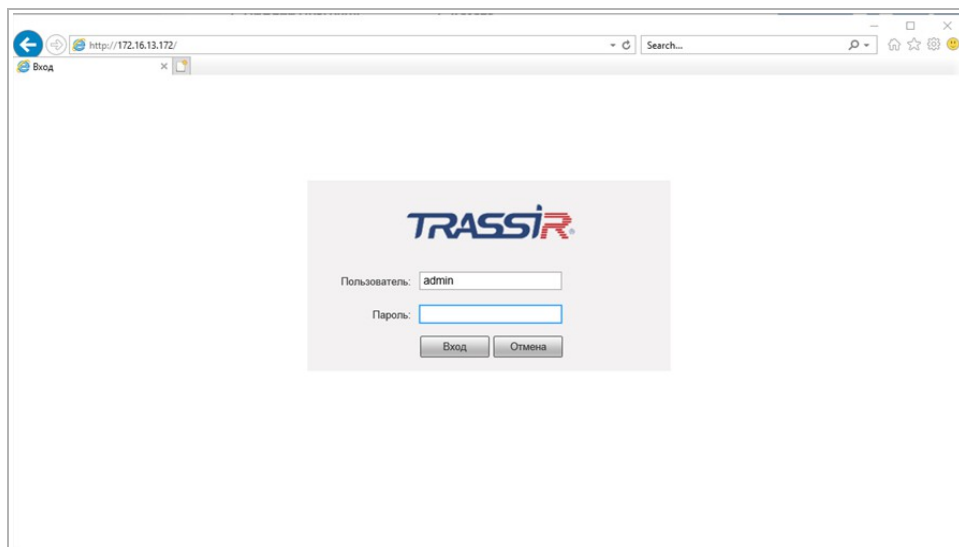 http://172.16.13.172/
Search...
Вход
TRASSIR®
Пользователь: admin
Пароль:
Вход Отмена